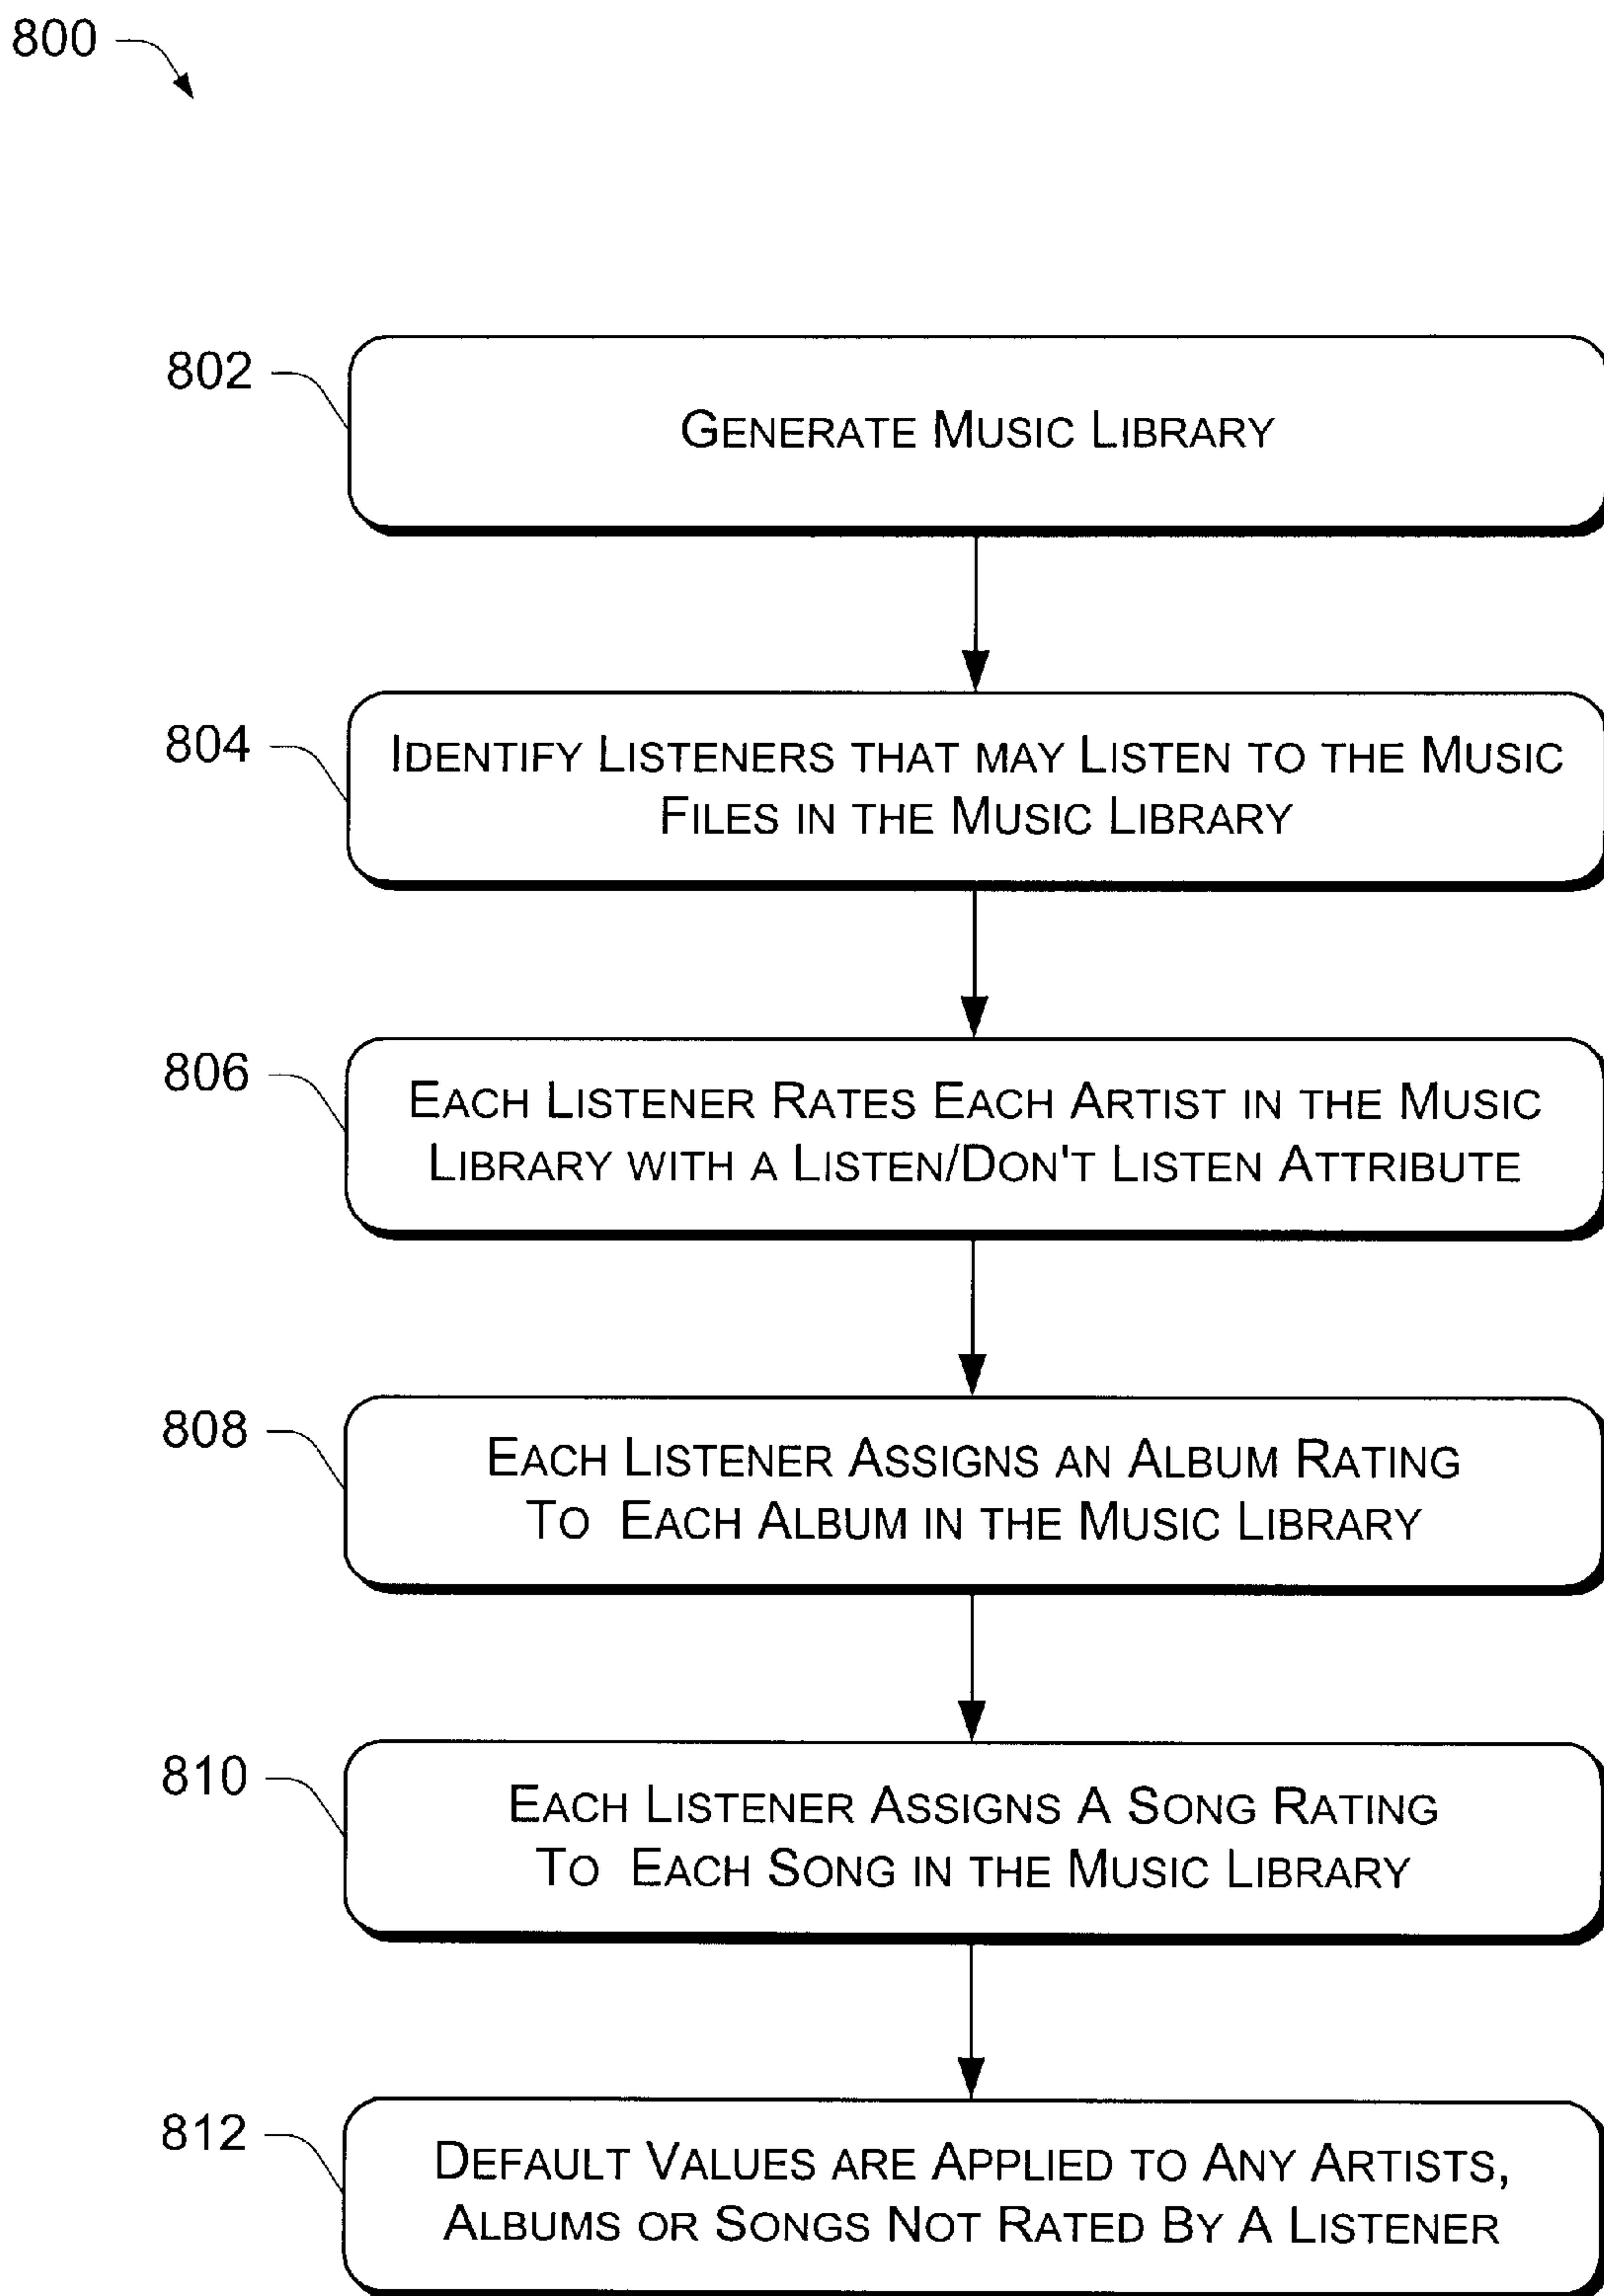 800
802
GENERATE MUSIC LIBRARY
804
IDENTIFY LISTENERS THAT MAY LISTEN TO THE MUSIC
FILES IN THE MUSIC LIBRARY
806
EACH LISTENER RATES EACH ARTIST IN THE MUSIC
LIBRARY WITH A LISTEN/DON'T LISTEN ATTRIBUTE
808
EACH LISTENER ASSIGNS AN ALBUM RATING
TO EACH ALBUM IN THE MUSIC LIBRARY
810
EACH LISTENER ASSIGNS A SONG RATING
TO EACH SONG IN THE MUSIC LIBRARY
812
DEFAULT VALUES ARE APPLIED TO ANY ARTISTS,
ALBUMS OR SONGS NOT RATED BY A LISTENER